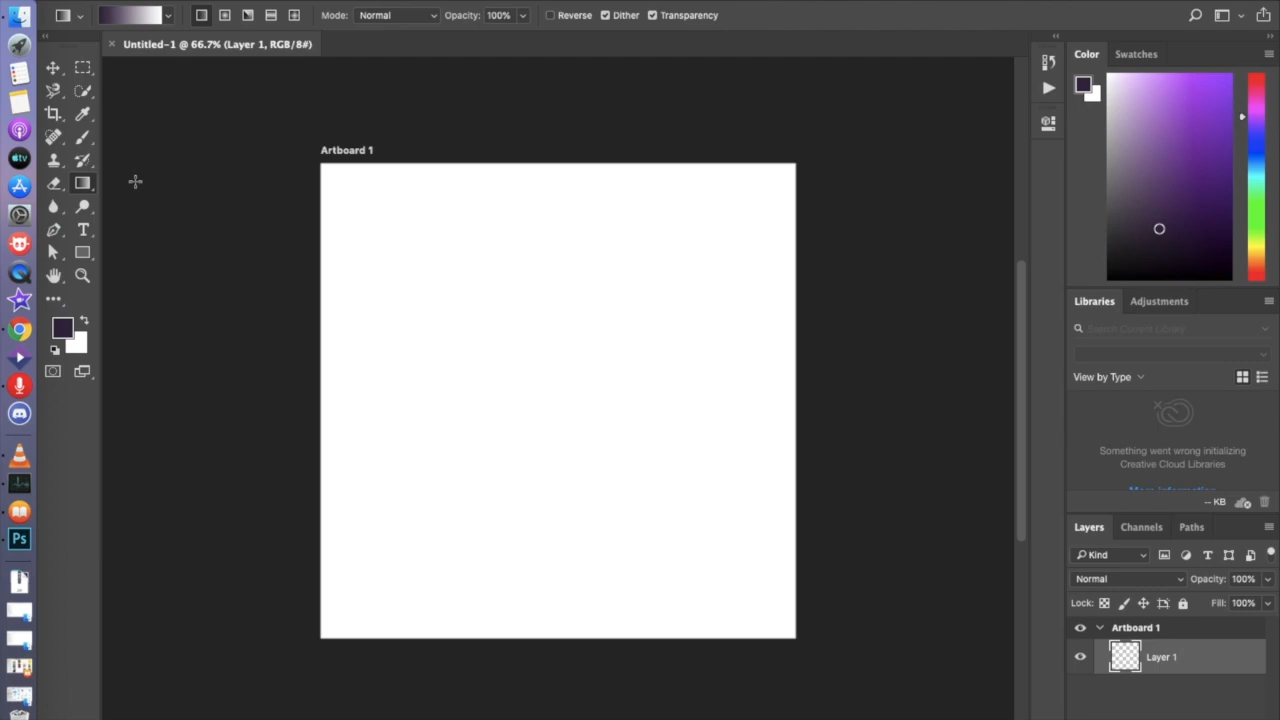 Mode: Normal Opacity: 100% Reverse Dither Transparency
Untitled-1 @ 66.7% (Layer 1, RGB/8#)
Color Swatches
Artboard 1
tv
T
Libraries Adjustments
Search Current Library
View by Type
Something went wrong initializing
Creative Cloud Libraries
More information
-- KB
Ps
Layers Channels Paths
Kind
Normal Opacity: 100%
Lock: Fill: 100%
Artboard 1
Layer 1